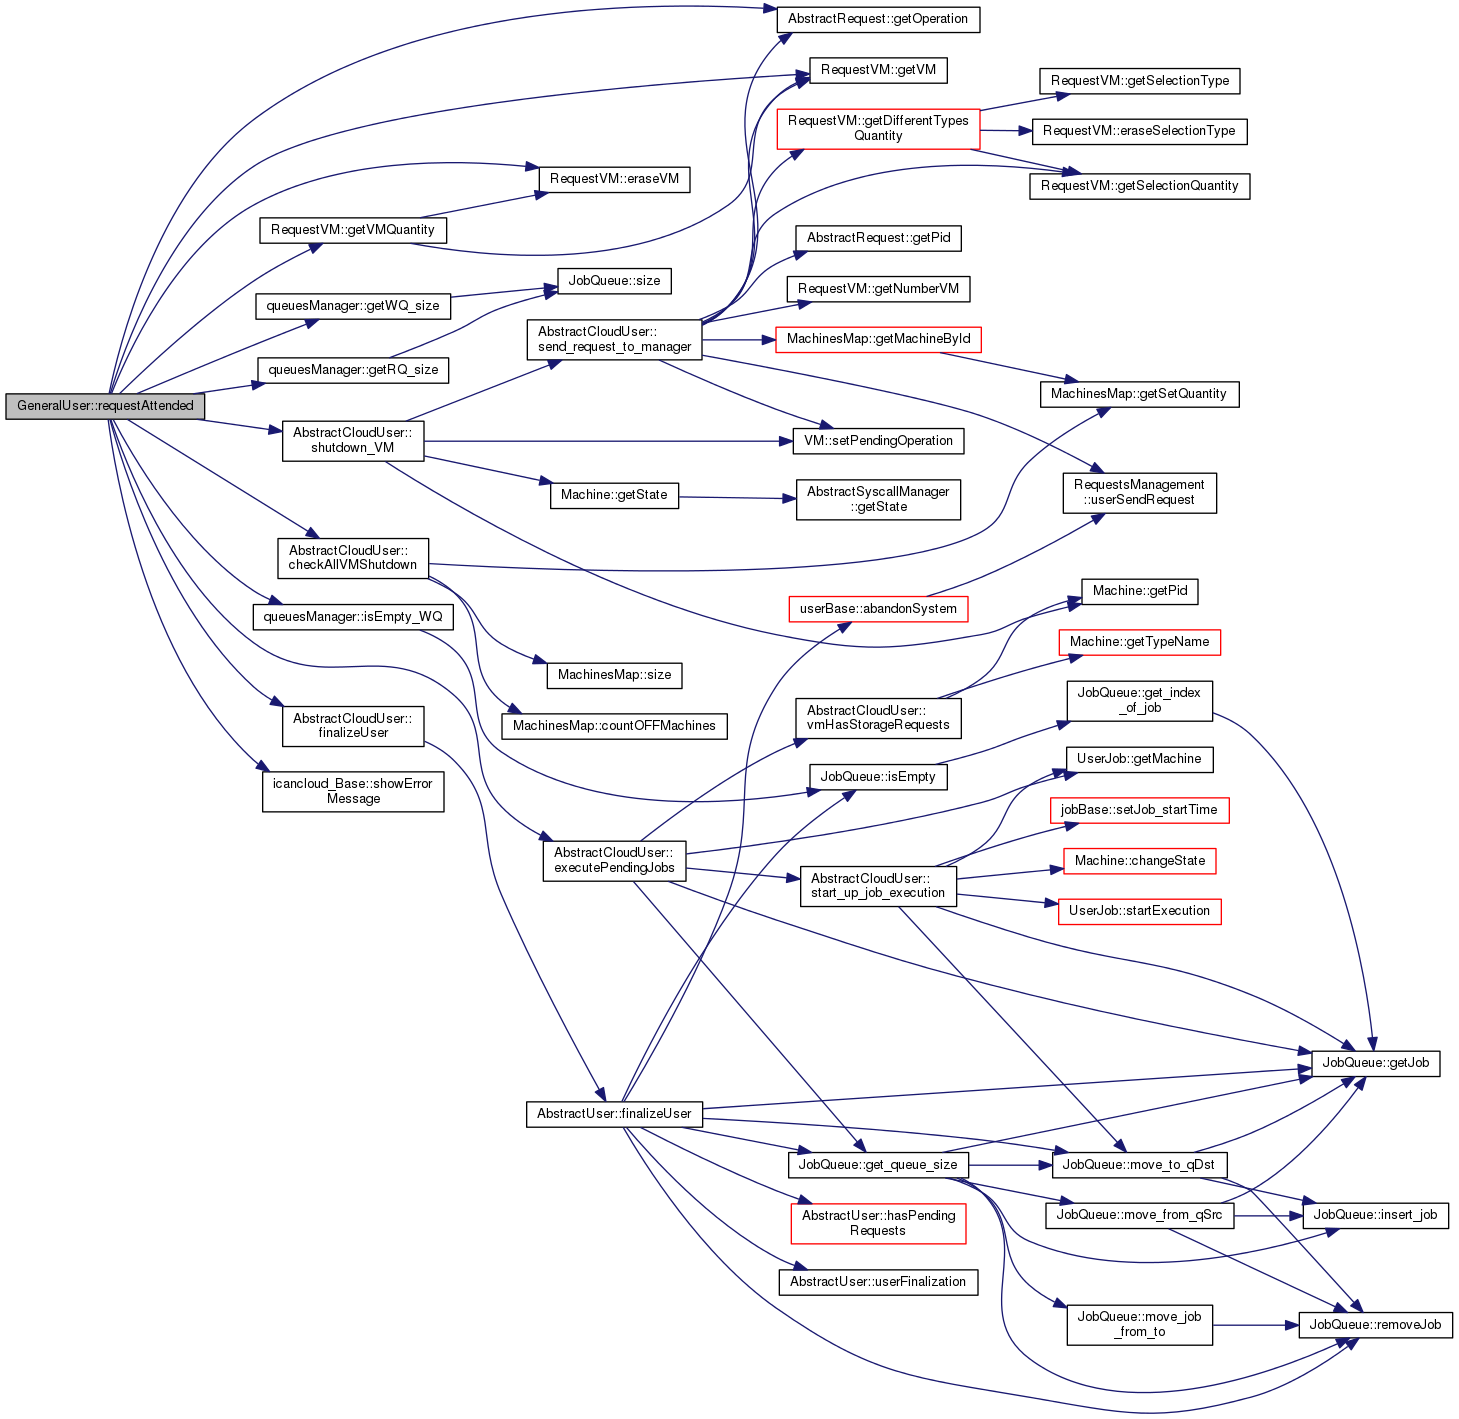 AbstractRequest::getOperation
RequestVM::getVM
RequestVM::getSelectionType
RequestVM::getDifferentTypes
Quantity
RequestVM::eraseSelectionType
RequestVM::eraseVM
RequestVM::getSelectionQuantity
RequestVM::getVMQuantity
AbstractRequest::getPid
JobQueue::size
RequestVM::getNumberVM
queuesManager::getWQ_size
AbstractCloudUser::
send_request_to_manager
MachinesMap::getMachineById
queuesManager::getRQ_size
MachinesMap::getSetQuantity
GeneralUser::requestAttended
AbstractCloudUser::
shutdown_VM
VM::setPendingOperation
Machine::getState
AbstractSyscallManager
::getState
RequestsManagement
::userSendRequest
AbstractCloudUser::
checkAllVMShutdown
Machine::getPid
userBase::abandonSystem
queuesManager::isEmpty_WQ
Machine::getTypeName
MachinesMap::size
JobQueue::get_index
_of_job
AbstractCloudUser::
vmHasStorageRequests
AbstractCloudUser::
finalizeUser
MachinesMap::countOFFMachines
UserJob::getMachine
JobQueue::isEmpty
icancloud_Base::showError
Message
jobBase::setJob_startTime
AbstractCloudUser::
executePendingJobs
Machine::changeState
AbstractCloudUser::
start_up_job_execution
UserJob::startExecution
JobQueue::getJob
AbstractUser::finalizeUser
JobQueue::get_queue_size
JobQueue::move_to_qDst
JobQueue::move_from_qSrc
JobQueue::insert_job
AbstractUser::hasPending
Requests
AbstractUser::userFinalization
JobQueue::move_job
_from_to
JobQueue::removeJob